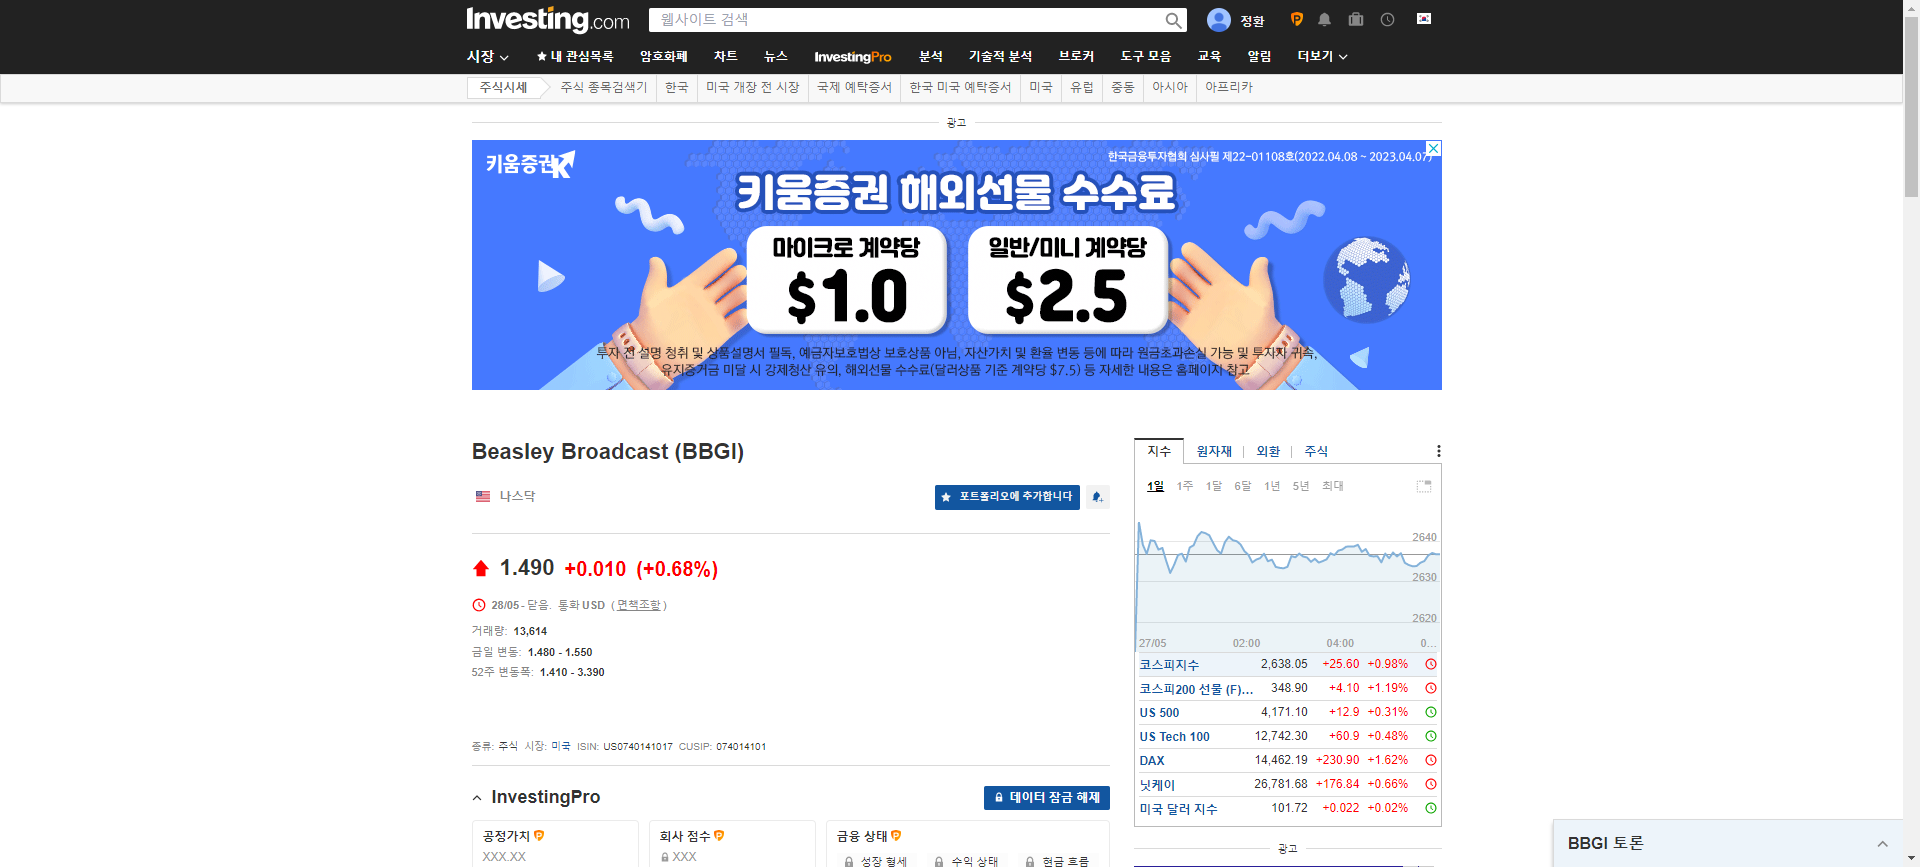 Investing.com
웹사이트 검색
정환
시장
★ 내 관심목록
암호화폐
차트
뉴스
InvestingPro
분석
기술적 분석
브로커
도구 모음
교육
알림
더보기
주식시세
주식 종목검색기
한국
미국 개장 전 시장
국제 예탁증서
한국 미국 예탁증서
미국
유럽
중동
아시아
아프리카
광고
키움증권
한국금융투자협회 심사필 제22-01108호(2022.04.08 ~ 2023.04.07)
키움증권 해외선물 수수료
마이크로 계약당
$1.0
일반/미니 계약당
$2.5
투자 전 설명 청취 및 상품설명서 필독, 예금자보호법상 보호상품 아님, 자산가치 및 환율 변동 등에 따라 원금초과손실 가능 및 투자자 귀속,
유지증거금 미달 시 강제청산 유의, 해외선물 수수료(달러상품 기준 계약당 $7.5) 등 자세한 내용은 홈페이지 참고
Beasley Broadcast (BBGI)
나스닥
★ 포트폴리오에 추가합니다
1.490 +0.010 (+0.68%)
28/05 - 닫음. 통화 USD ( 면책조항 )
거래량: 13,614
금일 변동: 1.480 - 1.550
52주 변동폭: 1.410 - 3.390
종류: 주식 시장: 미국 ISIN: US0740141017 CUSIP: 074014101
InvestingPro
데이터 잠금 해제
공정가치
XXX.XX
회사 점수
XXX
금융 상태
성장 형세
수익 상태
현금 흐름
지수
원자재
외환
주식
1일 1주 1달 6달 1년 5년 최대
2640
2630
2620
27/05 02:00 04:00 0...
코스피지수 2,638.05 +25.60 +0.98%
코스피200 선물 (F)... 348.90 +4.10 +1.19%
US 500 4,171.10 +12.9 +0.31%
US Tech 100 12,742.30 +60.9 +0.48%
DAX 14,462.19 +230.90 +1.62%
닛케이 26,781.68 +176.84 +0.66%
미국 달러 지수 101.72 +0.022 +0.02%
광고
BBGI 토론